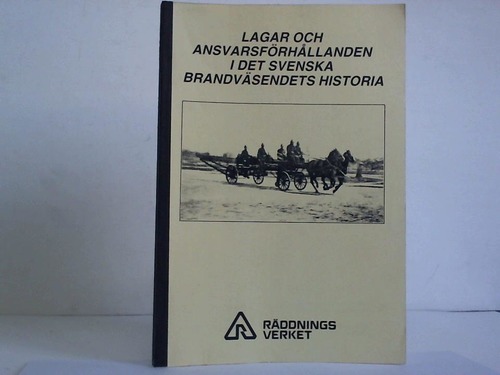 LAGAR OCH
ANSVARSFÖRHÅLLANDEN
I DET SVENSKA
BRANDVÄSENDETS HISTORIA
RÄDDNINGS
VERKET